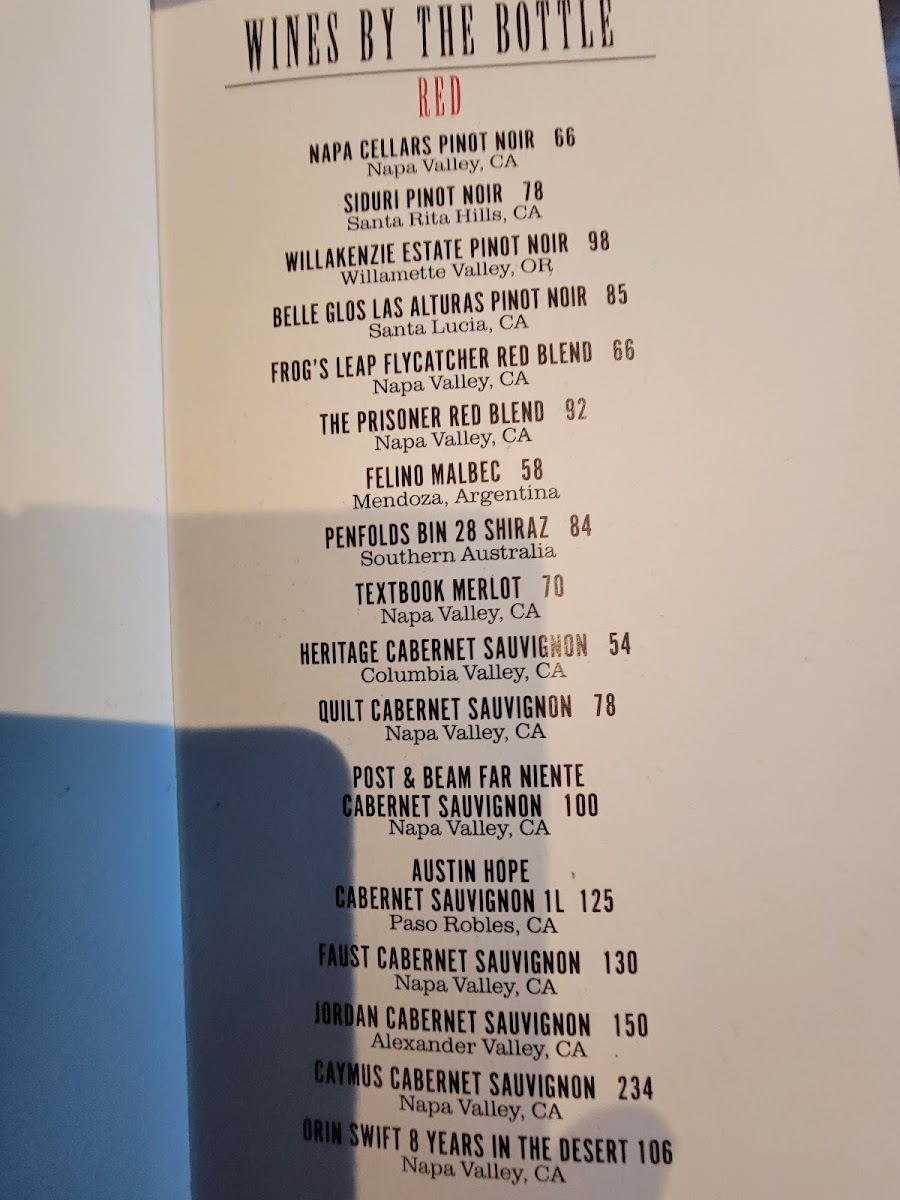 WINES BY THE BOTTLE
RED
NAPA CELLARS PINOT NOIR 66
Napa Valley, CA
SIDURI PINOT NOIR 78
Santa Rita Hills, CA
WILLAKENZIE ESTATE PINOT NOIR 98
Willamette Valley, OR
BELLE GLOS LAS ALTURAS PINOT NOIR 85
Santa Lucia, CA
FROG'S LEAP FLYCATCHER RED BLEND 66
Napa Valley, CA
THE PRISONER RED BLEND 92
Napa Valley, CA
FELINO MALBEC 58
Mendoza, Argentina
PENFOLDS BIN 28 SHIRAZ 84
Southern Australia
TEXTBOOK MERLOT 70
Napa Valley, CA
HERITAGE CABERNET SAUVIGNON 54
Columbia Valley, CA
QUILT CABERNET SAUVIGNON 78
Napa Valley, CA
POST & BEAM FAR NIENTE
CABERNET SAUVIGNON 100
Napa Valley, CA
AUSTIN HOPE
CABERNET SAUVIGNON 1L 125
Paso Robles, CA
FAUST CABERNET SAUVIGNON 130
Napa Valley, CA
JORDAN CABERNET SAUVIGNON 150
Alexander Valley, CA
CAYMUS CABERNET SAUVIGNON 234
Napa Valley, CA
ORIN SWIFT 8 YEARS IN THE DESERT 106
Napa Valley, CA